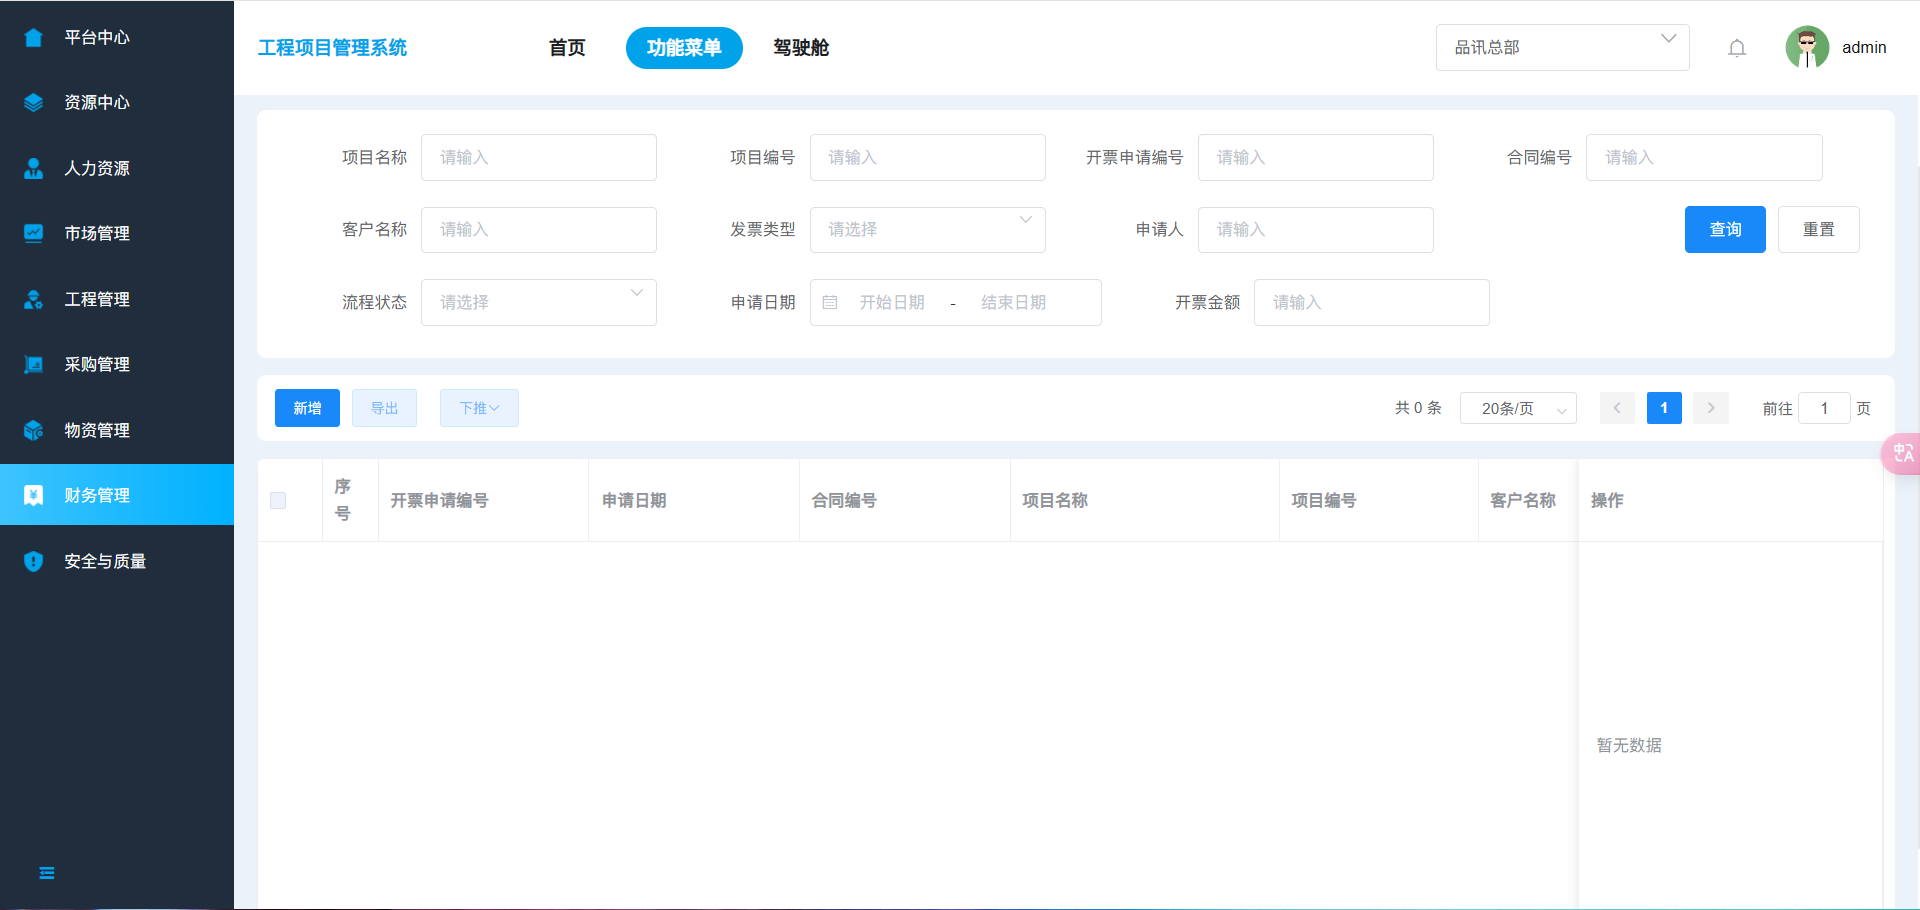 平台中心
资源中心
人力资源
市场管理
工程管理
采购管理
物资管理
财务管理
安全与质量
工程项目管理系统 首页 功能菜单 驾驶舱 品讯总部 admin
项目名称 请输入 项目编号 请输入 开票申请编号 请输入 合同编号 请输入
客户名称 请输入 发票类型 请选择 申请人 请输入 查询 重置
流程状态 请选择 申请日期 开始日期 - 结束日期 开票金额 请输入
新增 导出 下推 共 0 条 20条/页 1 前往 1 页
序号 开票申请编号 申请日期 合同编号 项目名称 项目编号 客户名称 操作
暂无数据
中A